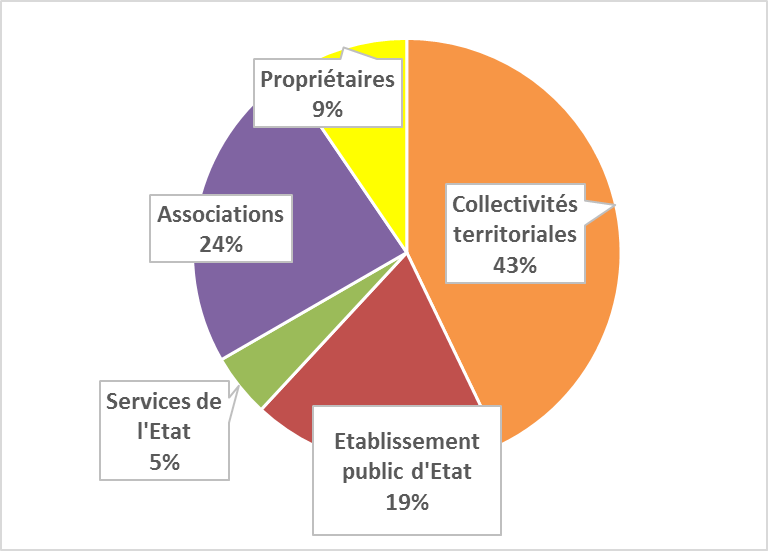 Propriétaires
9%
Collectivités
territoriales
43%
Associations
24%
Services de
l'Etat
5%
Etablissement
public d'Etat
19%